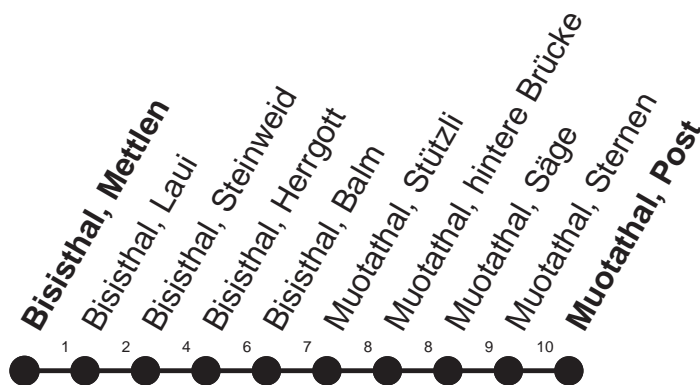 Bisisthal, Mettlen
Bisisthal, Laui
Bisisthal, Steinweid
Bisisthal, Herrgott
Bisisthal, Balm
Muotathal, Stützli
Muotathal, hintere Brücke
Muotathal, Säge
Muotathal, Sternen
Muotathal, Post
1 2 4 6 7 8 8 9 10